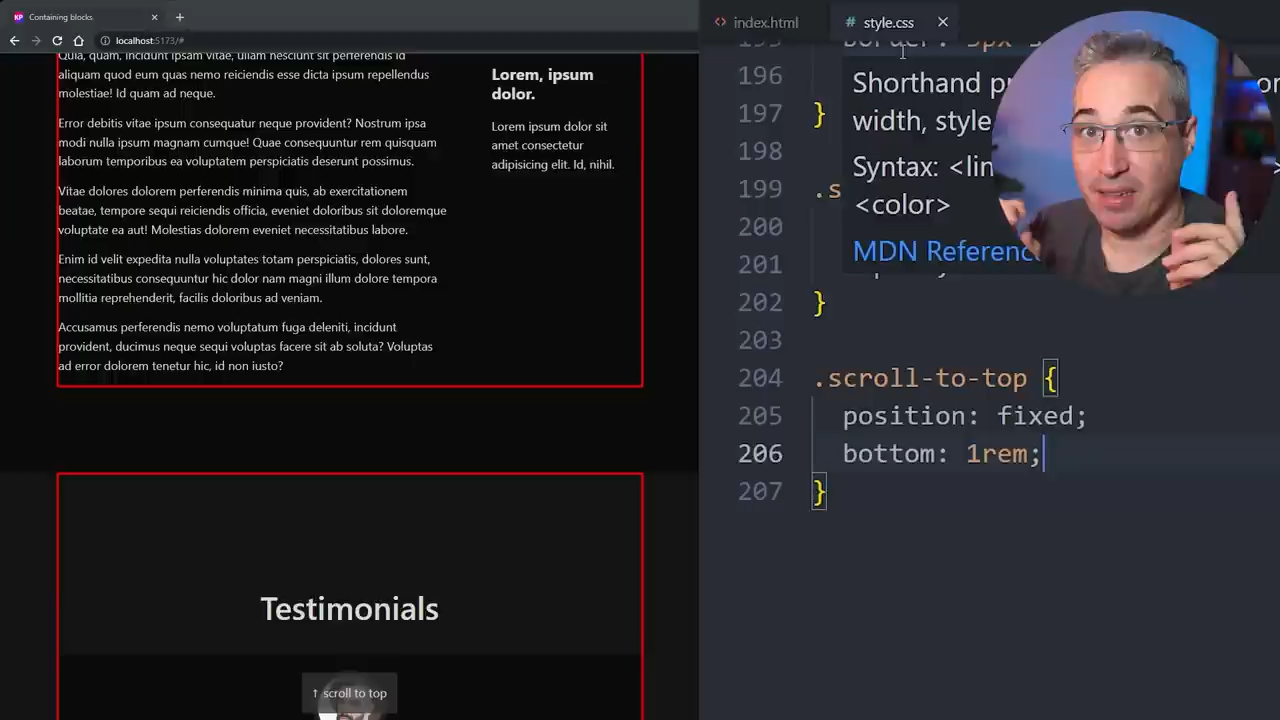 KP Containing blocks
localhost:5173/#
Quia, quam, incidunt ipsam vitae, ullam nesciunt sit perferendis id
aliquam quod eum quas nemo reiciendis esse dicta ipsum repellendus
molestiae! Id quam ad neque.
Error debitis vitae ipsum consequatur neque provident? Nostrum ipsa
modi nulla ipsum magnam cumque! Quae consequuntur rem quisquam
laborum temporibus ea voluptatem perspiciatis deserunt possimus.
Vitae dolores dolorem perferendis minima quis, ab exercitationem
beatae, tempore sequi reiciendis officia, eveniet doloribus sit doloremque
voluptate ea aut! Molestias dolorem eveniet necessitatibus labore.
Enim id velit expedita nulla voluptates totam perspiciatis, dolores sunt,
necessitatibus consequuntur hic dolor nam magni illum dolore tempora
mollitia reprehenderit, facilis doloribus ad veniam.
Accusamus perferendis nemo voluptatum fuga deleniti, incidunt
provident, ducimus neque sequi voluptas facere sit ab soluta? Voluptas
ad error dolorem tenetur hic, id non iusto?
Lorem, ipsum
dolor.
Lorem ipsum dolor sit
amet consectetur
adipisicing elit. Id, nihil.
Testimonials
↑ scroll to top
<> index.html
# style.css
195 border: 5px
196
197 }
198
199 .s
200
201
202 }
203
204 .scroll-to-top {
205 position: fixed;
206 bottom: 1rem;
207 }
Shorthand
width, style
Syntax:
<color>
MDN Reference